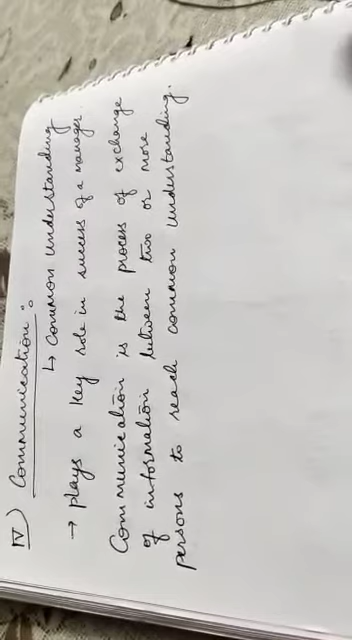 IV) Communication :
↳ Common understanding
→ Plays a key role in success of a manager.
Communication is the process of exchange
of information between two or more
persons to reach common understanding.